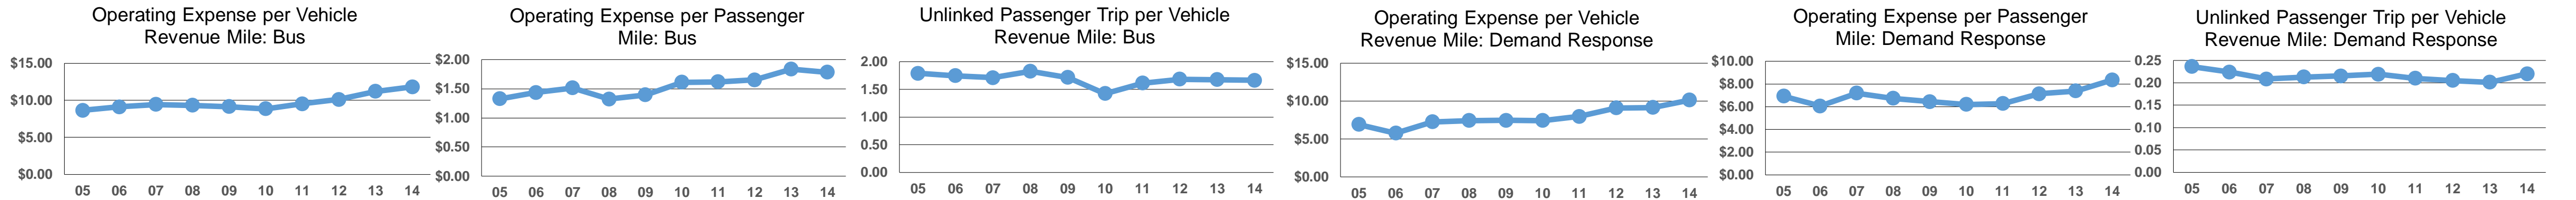 Operating Expense per Vehicle
Revenue Mile: Bus
$15.00
$10.00
$5.00
$0.00
05 06 07 08 09 10 11 12 13 14
Operating Expense per Passenger
Mile: Bus
$2.00
$1.50
$1.00
$0.50
$0.00
05 06 07 08 09 10 11 12 13 14
Unlinked Passenger Trip per Vehicle
Revenue Mile: Bus
2.00
1.50
1.00
0.50
0.00
05 06 07 08 09 10 11 12 13 14
Operating Expense per Vehicle
Revenue Mile: Demand Response
$15.00
$10.00
$5.00
$0.00
05 06 07 08 09 10 11 12 13 14
Operating Expense per Passenger
Mile: Demand Response
$10.00
$8.00
$6.00
$4.00
$2.00
$0.00
05 06 07 08 09 10 11 12 13 14
Unlinked Passenger Trip per Vehicle
Revenue Mile: Demand Response
0.25
0.20
0.15
0.10
0.05
0.00
05 06 07 08 09 10 11 12 13 14